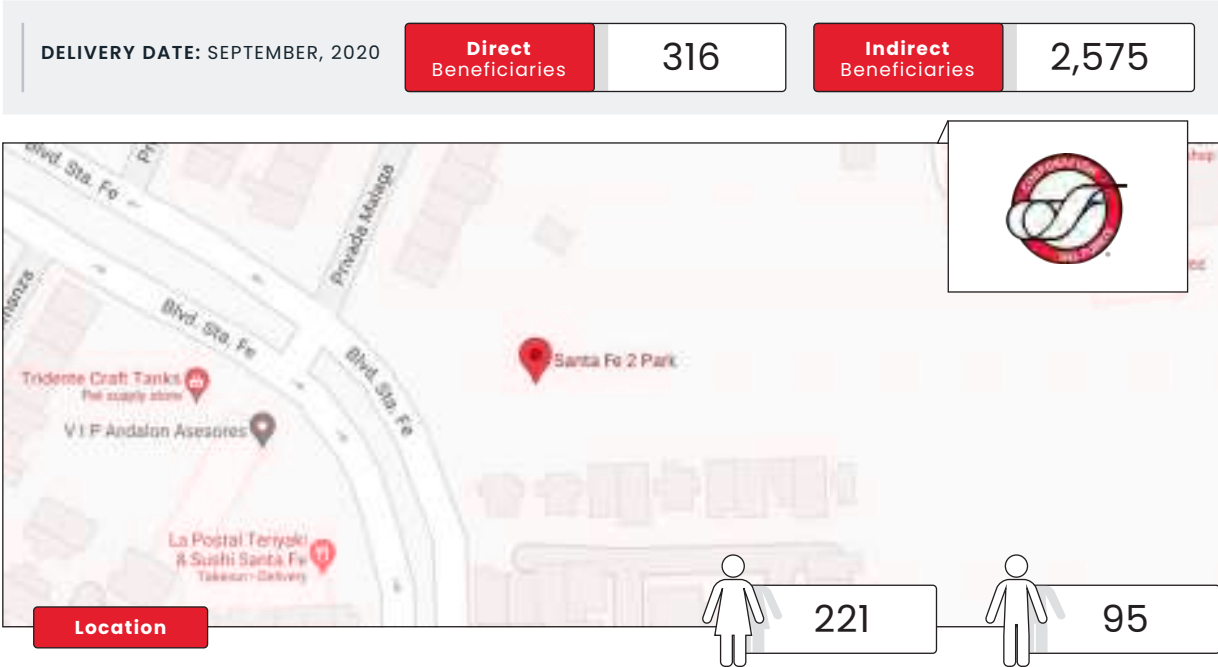 DELIVERY DATE: SEPTEMBER, 2020
Direct
Beneficiaries
316
Indirect
Beneficiaries
2,575
Blvd. Sta. Fe
Privada Malaga
CORPORACIÓN
Blvd. Sta. Fe
Blvd. Sta. Fe
Santa Fe 2 Park
Tridente Craft Tanks
Pet supply store
V I P Andalon Asesores
La Postal Teriyaki
& Sushi Santa Fe
Takeout・Delivery
Location
221
95